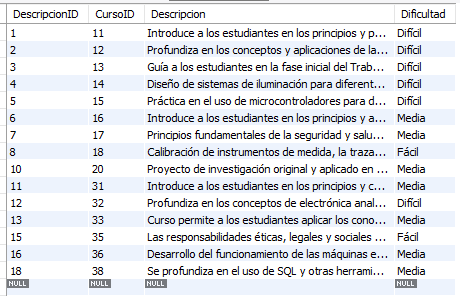 DescripcionID CursoID Descripcion Dificultad
1 11 Introduce a los estudiantes en los principios y p... Difícil
2 12 Profundiza en los conceptos y aplicaciones de la... Difícil
3 13 Guía a los estudiantes en la fase inicial del Trab... Difícil
4 14 Diseño de sistemas de iluminación para diferent... Difícil
5 15 Práctica en el uso de microcontroladores para d... Difícil
6 16 Introduce a los estudiantes en los principios y a... Media
7 17 Principios fundamentales de la seguridad y salu... Media
8 18 Calibración de instrumentos de medida, la traza... Fácil
10 20 Proyecto de investigación original y aplicado en ... Media
11 31 Introduce a los estudiantes en los principios y c... Media
12 32 Profundiza en los conceptos de electrónica anal... Difícil
13 33 Curso permite a los estudiantes aplicar los cono... Media
15 35 Las responsabilidades éticas, legales y sociales ... Fácil
16 36 Desarrollo del funcionamiento de las máquinas e... Media
18 38 Se profundiza en el uso de SQL y otras herrami... Media
NULL NULL NULL NULL